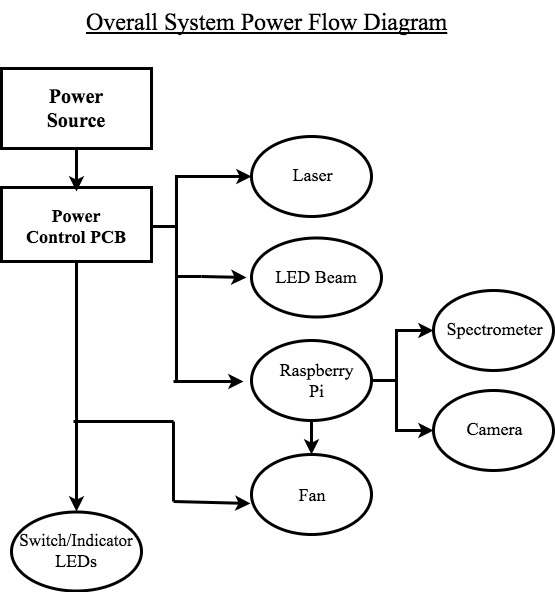 Overall System Power Flow Diagram
Power
Source
Power
Control PCB
Laser
LED Beam
Raspberry
Pi
Spectrometer
Camera
Fan
Switch/Indicator
LEDs